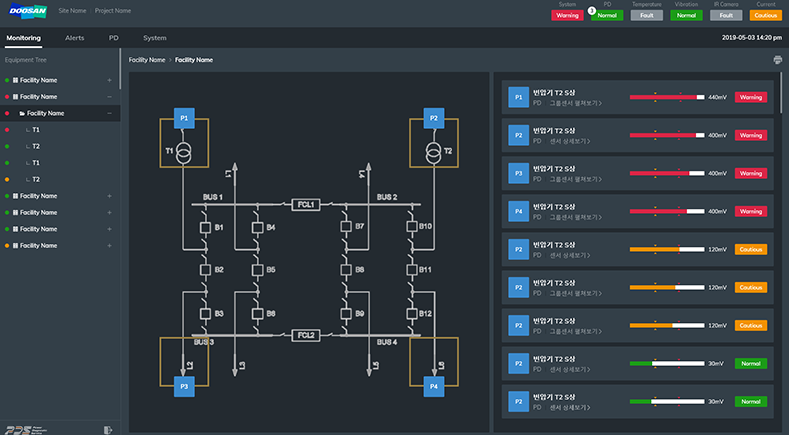 DOOSAN
Site Name
Project Name
System
Warning
PD
1
Normal
Temperature
Fault
Vibration
Normal
IR Camera
Fault
Current
Cautious
Monitoring
Alerts
PD
System
2019-05-03 14:20 pm
Equipment Tree
Facility Name
Facility Name
Facility Name
T1
T2
T1
T2
Facility Name
Facility Name
Facility Name
Facility Name
Facility Name > Facility Name
P1
P2
T1
T2
L1
BUS 1
FCL1
BUS 2
B1
B4
B7
B10
B2
B5
B8
B11
B3
B6
B9
B12
BUS 3
FCL2
BUS 4
L2
L3
L5
L6
P3
P4
P1
변압기 T2 S상
PD 그룹센서 펼쳐보기 >
440mV
Warning
P2
변압기 T2 S상
PD 센서 상세보기 >
400mV
Warning
P3
변압기 T2 S상
PD 그룹센서 펼쳐보기 >
400mV
Warning
P4
변압기 T2 S상
PD 그룹센서 펼쳐보기 >
400mV
Warning
P2
변압기 T2 S상
PD 센서 상세보기 >
120mV
Cautious
P2
변압기 T2 S상
PD 그룹센서 펼쳐보기 >
120mV
Cautious
P2
변압기 T2 S상
PD 그룹센서 펼쳐보기 >
120mV
Cautious
P2
변압기 T2 S상
PD 센서 상세보기 >
30mV
Normal
P2
변압기 T2 S상
PD 센서 상세보기 >
30mV
Normal
PDS